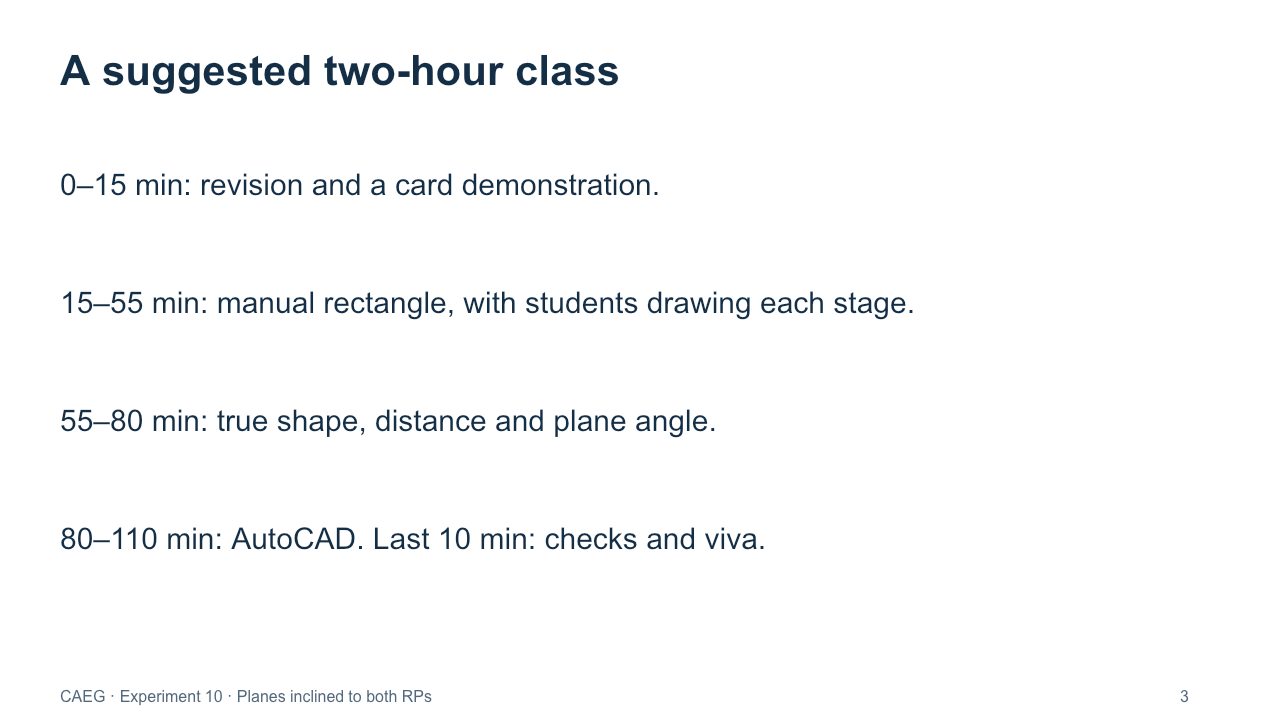 A suggested two-hour class
0–15 min: revision and a card demonstration.
15–55 min: manual rectangle, with students drawing each stage.
55–80 min: true shape, distance and plane angle.
80–110 min: AutoCAD. Last 10 min: checks and viva.
CAEG · Experiment 10 · Planes inclined to both RPs
3